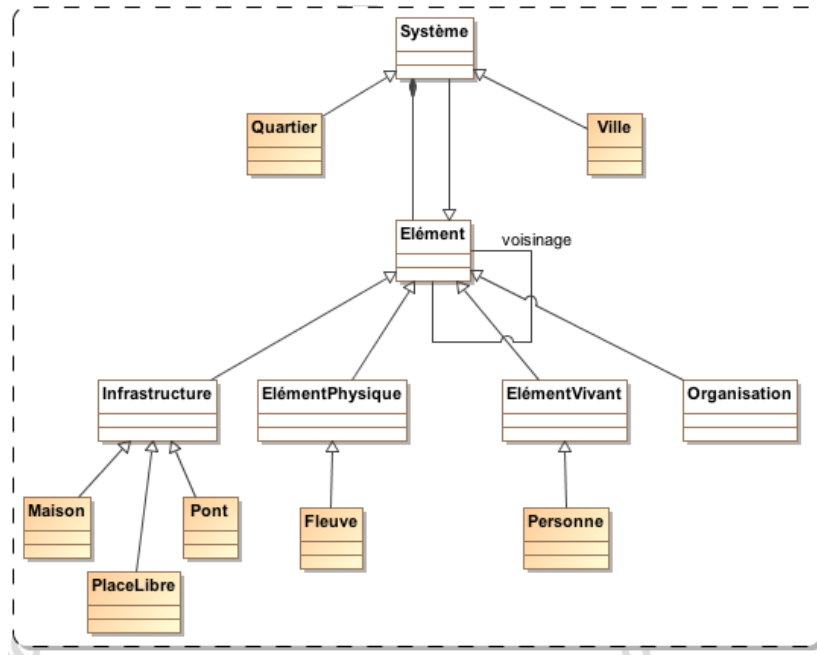 Système
Quartier
Ville
Elément
voisinage
Infrastructure
ElémentPhysique
ElémentVivant
Organisation
Maison
Pont
Fleuve
Personne
PlaceLibre